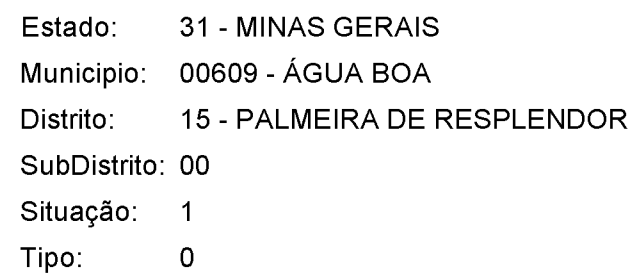 Estado: 31 - MINAS GERAIS
Municipio: 00609 - ÁGUA BOA
Distrito: 15 - PALMEIRA DE RESPLENDOR
SubDistrito: 00
Situação: 1
Tipo: 0